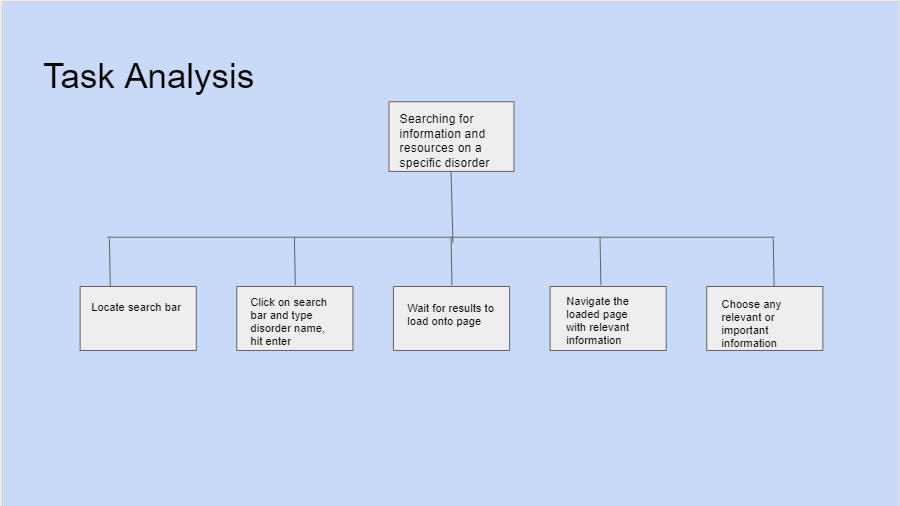 Task Analysis
Searching for
information and
resources on a
specific disorder
Locate search bar
Click on search
bar and type
disorder name,
hit enter
Wait for results to
load onto page
Navigate the
loaded page
with relevant
information
Choose any
relevant or
important
information